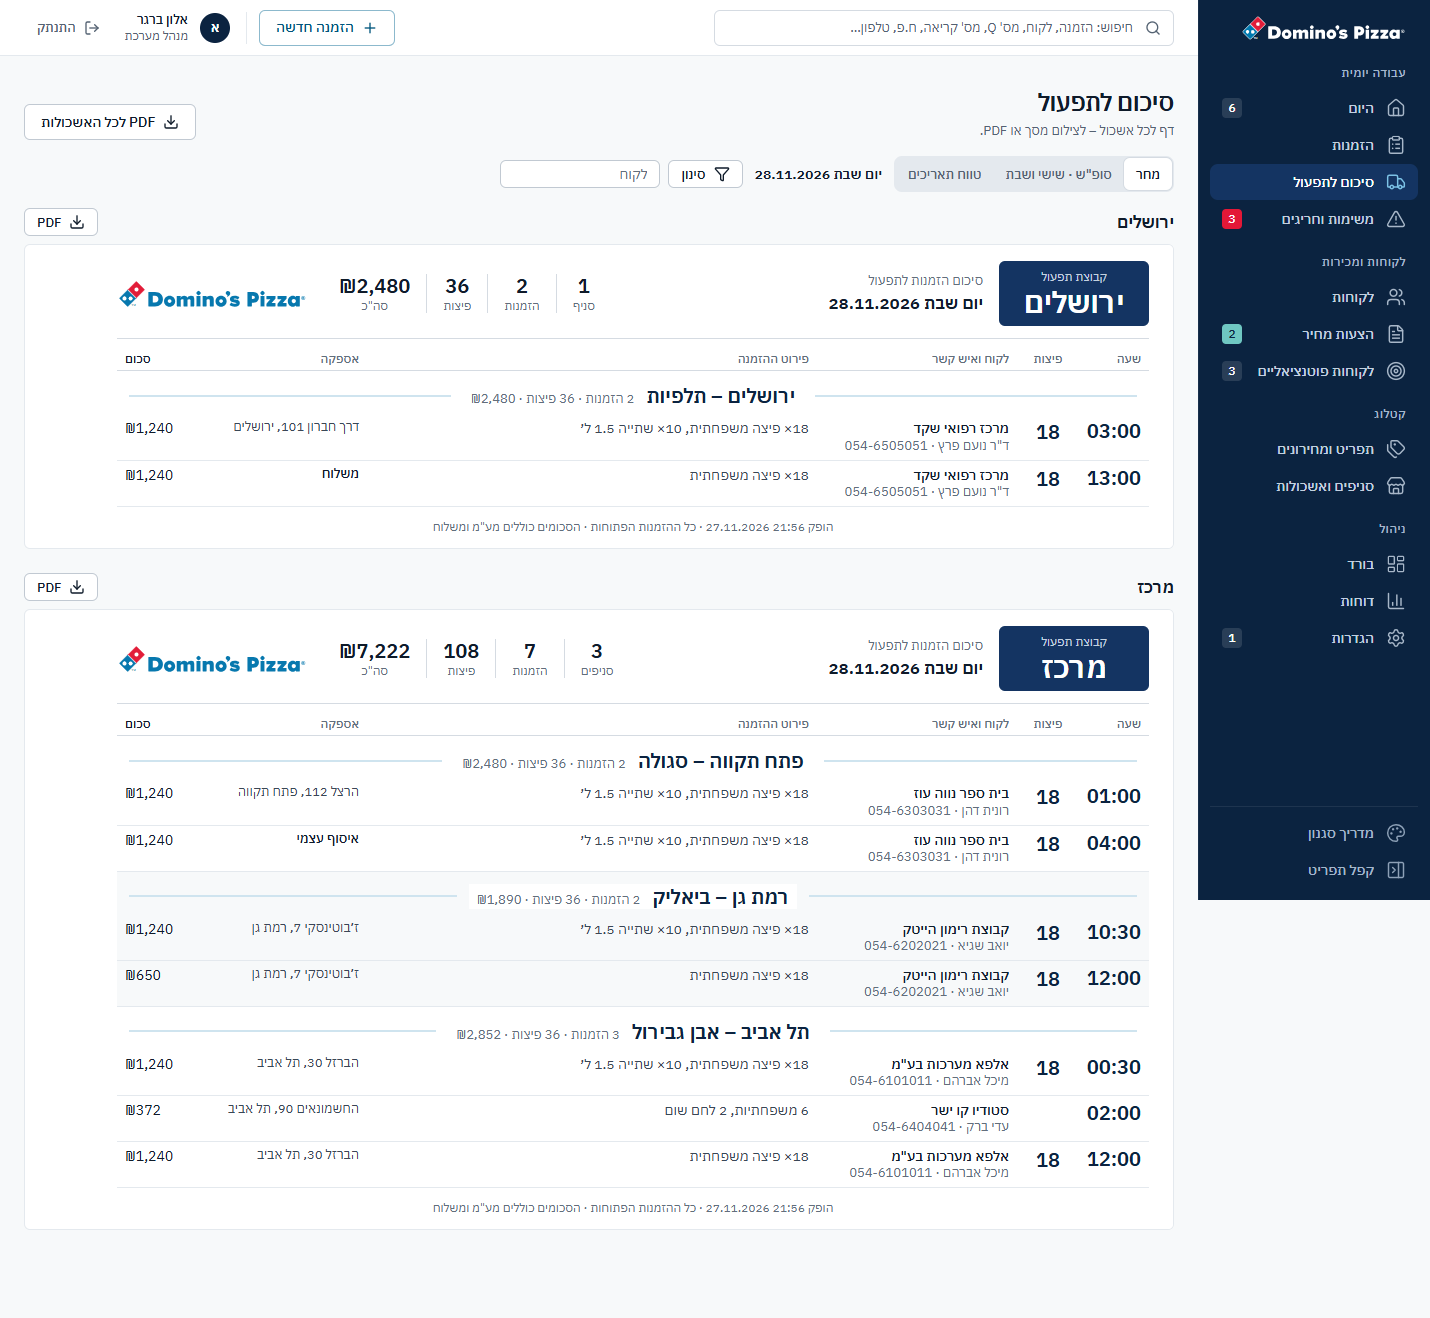 Domino's Pizza
עבודה יומית
היום 6
הזמנות
סיכום לתפעול
משימות וחריגים 3
לקוחות ומכירות
לקוחות
הצעות מחיר 2
לקוחות פוטנציאליים 3
קטלוג
תפריט ומחירונים
סניפים ואשכולות
ניהול
בורד
דוחות
הגדרות 1
מדריך סגנון
קפל תפריט
חיפוש: הזמנה, לקוח, מס' Q, מס' קריאה, ח.פ, טלפון...
הזמנה חדשה
א
אלון ברגר
מנהל מערכת
התנתק
סיכום לתפעול
דף לכל אשכול – לצילום מסך או PDF.
PDF לכל האשכולות
מחר סופ"ש · שישי ושבת טווח תאריכים יום שבת 28.11.2026 סינון לקוח
ירושלים
PDF
קבוצת תפעול
ירושלים
סיכום הזמנות לתפעול
יום שבת 28.11.2026
1 2 36 ₪2,480
סניף הזמנות פיצות סה"כ
Domino's Pizza
שעה פיצות לקוח ואיש קשר פירוט ההזמנה אספקה סכום
ירושלים – תלפיות 2 הזמנות · 36 פיצות · ₪2,480
03:00 18 מרכז רפואי שקד 18× פיצה משפחתית, 10× שתייה 1.5 ל' דרך חברון 101, ירושלים ₪1,240
ד"ר נועם פרץ · 054-6505051
13:00 18 מרכז רפואי שקד 18× פיצה משפחתית משלוח ₪1,240
ד"ר נועם פרץ · 054-6505051
הופק 27.11.2026 21:56 · כל ההזמנות הפתוחות · הסכומים כוללים מע"מ ומשלוח
מרכז
PDF
קבוצת תפעול
מרכז
סיכום הזמנות לתפעול
יום שבת 28.11.2026
3 7 108 ₪7,222
סניפים הזמנות פיצות סה"כ
Domino's Pizza
שעה פיצות לקוח ואיש קשר פירוט ההזמנה אספקה סכום
פתח תקווה – סגולה 2 הזמנות · 36 פיצות · ₪2,480
01:00 18 בית ספר נווה עוז 18× פיצה משפחתית, 10× שתייה 1.5 ל' הרצל 112, פתח תקווה ₪1,240
רונית דהן · 054-6303031
04:00 18 בית ספר נווה עוז 18× פיצה משפחתית, 10× שתייה 1.5 ל' איסוף עצמי ₪1,240
רונית דהן · 054-6303031
רמת גן – ביאליק 2 הזמנות · 36 פיצות · ₪1,890
10:30 18 קבוצת רימון הייטק 18× פיצה משפחתית, 10× שתייה 1.5 ל' ז'בוטינסקי 7, רמת גן ₪1,240
יואב שגיא · 054-6202021
12:00 18 קבוצת רימון הייטק 18× פיצה משפחתית ז'בוטינסקי 7, רמת גן ₪650
יואב שגיא · 054-6202021
תל אביב – אבן גבירול 3 הזמנות · 36 פיצות · ₪2,852
00:30 18 אלפא מערכות בע"מ 18× פיצה משפחתית, 10× שתייה 1.5 ל' הברזל 30, תל אביב ₪1,240
מיכל אברהם · 054-6101011
02:00 סטודיו קו ישר 6 משפחתיות, 2 לחם שום החשמונאים 90, תל אביב ₪372
עדי ברק · 054-6404041
12:00 18 אלפא מערכות בע"מ 18× פיצה משפחתית הברזל 30, תל אביב ₪1,240
מיכל אברהם · 054-6101011
הופק 27.11.2026 21:56 · כל ההזמנות הפתוחות · הסכומים כוללים מע"מ ומשלוח